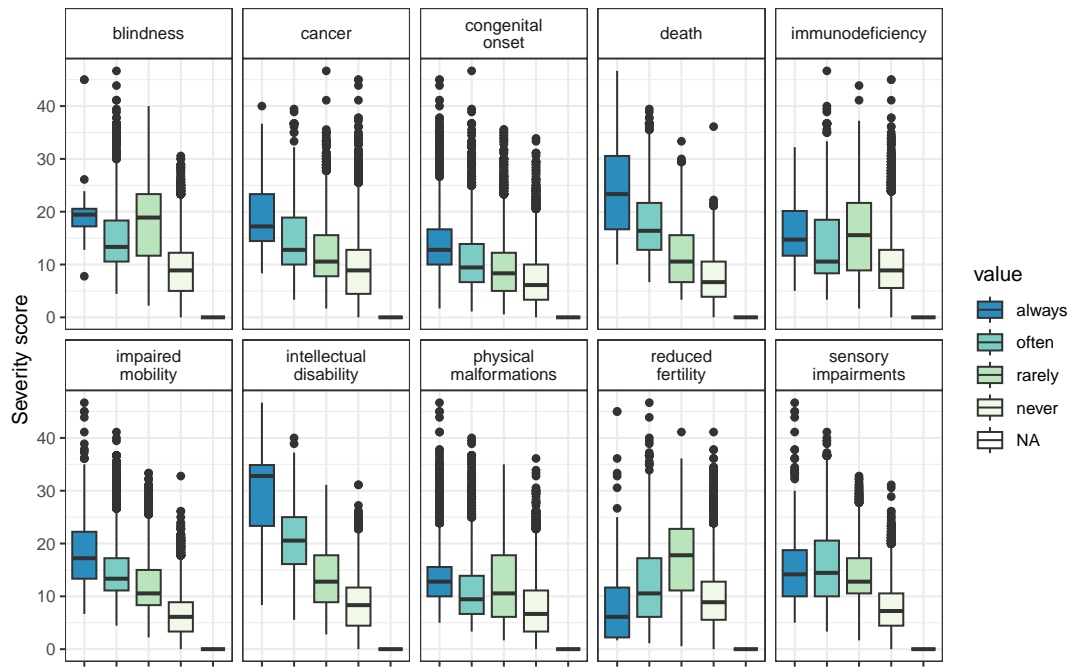 blindness
cancer
congenital
onset
death
immunodeficiency
40
30
20
10
0
impaired
mobility
intellectual
disability
physical
malformations
reduced
fertility
sensory
impairments
40
30
20
10
0
Severity score
value
always
often
rarely
never
NA